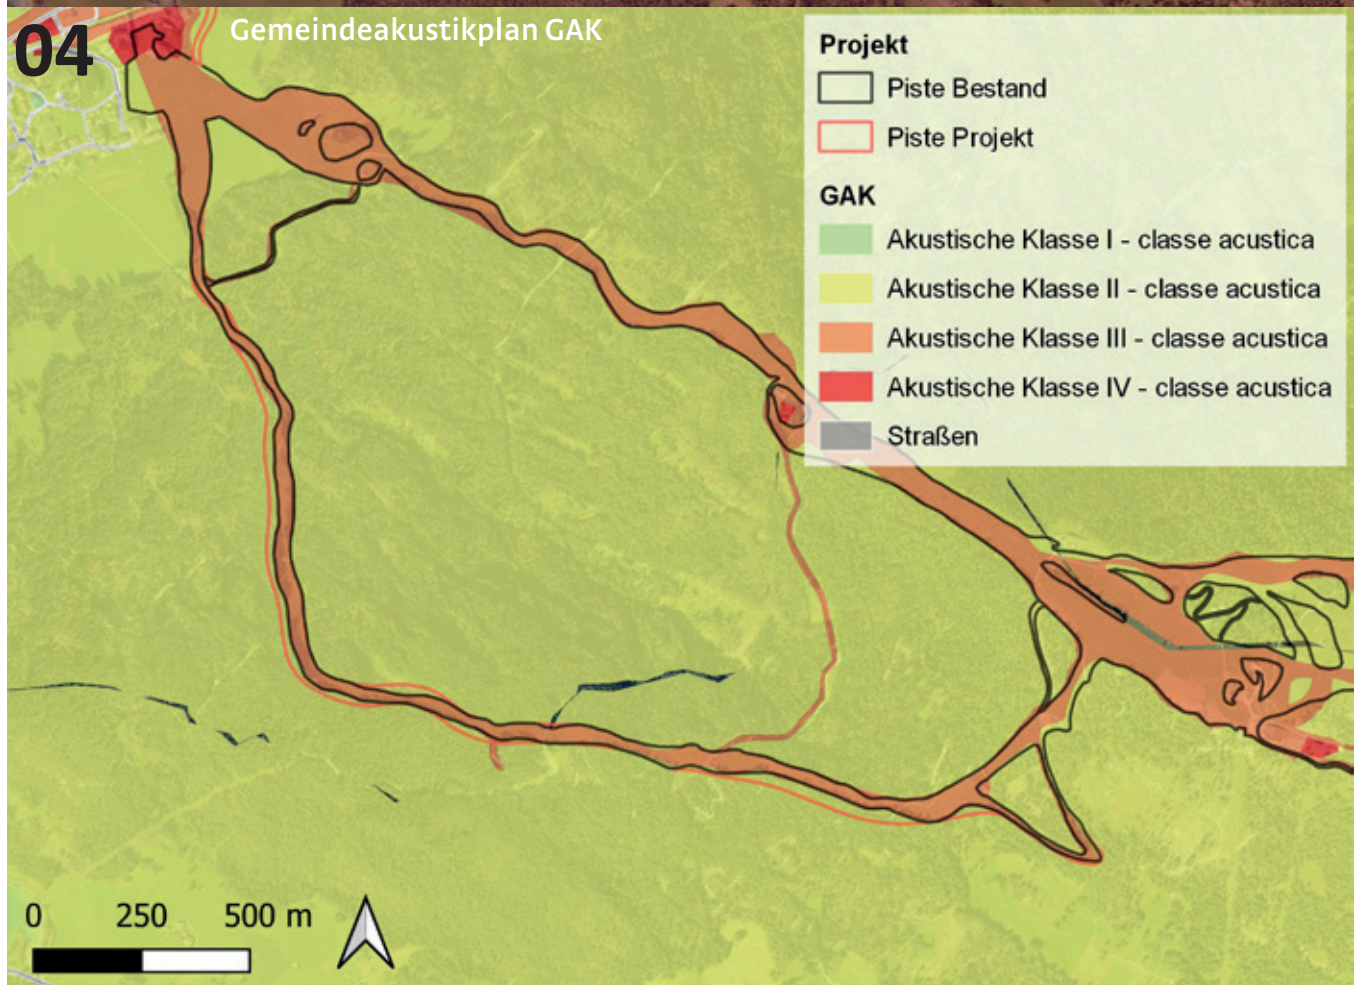 04
Gemeindeakustikplan GAK
Projekt
Piste Bestand
Piste Projekt
GAK
Akustische Klasse I - classe acustica
Akustische Klasse II - classe acustica
Akustische Klasse III - classe acustica
Akustische Klasse IV - classe acustica
Straßen
0 250 500 m